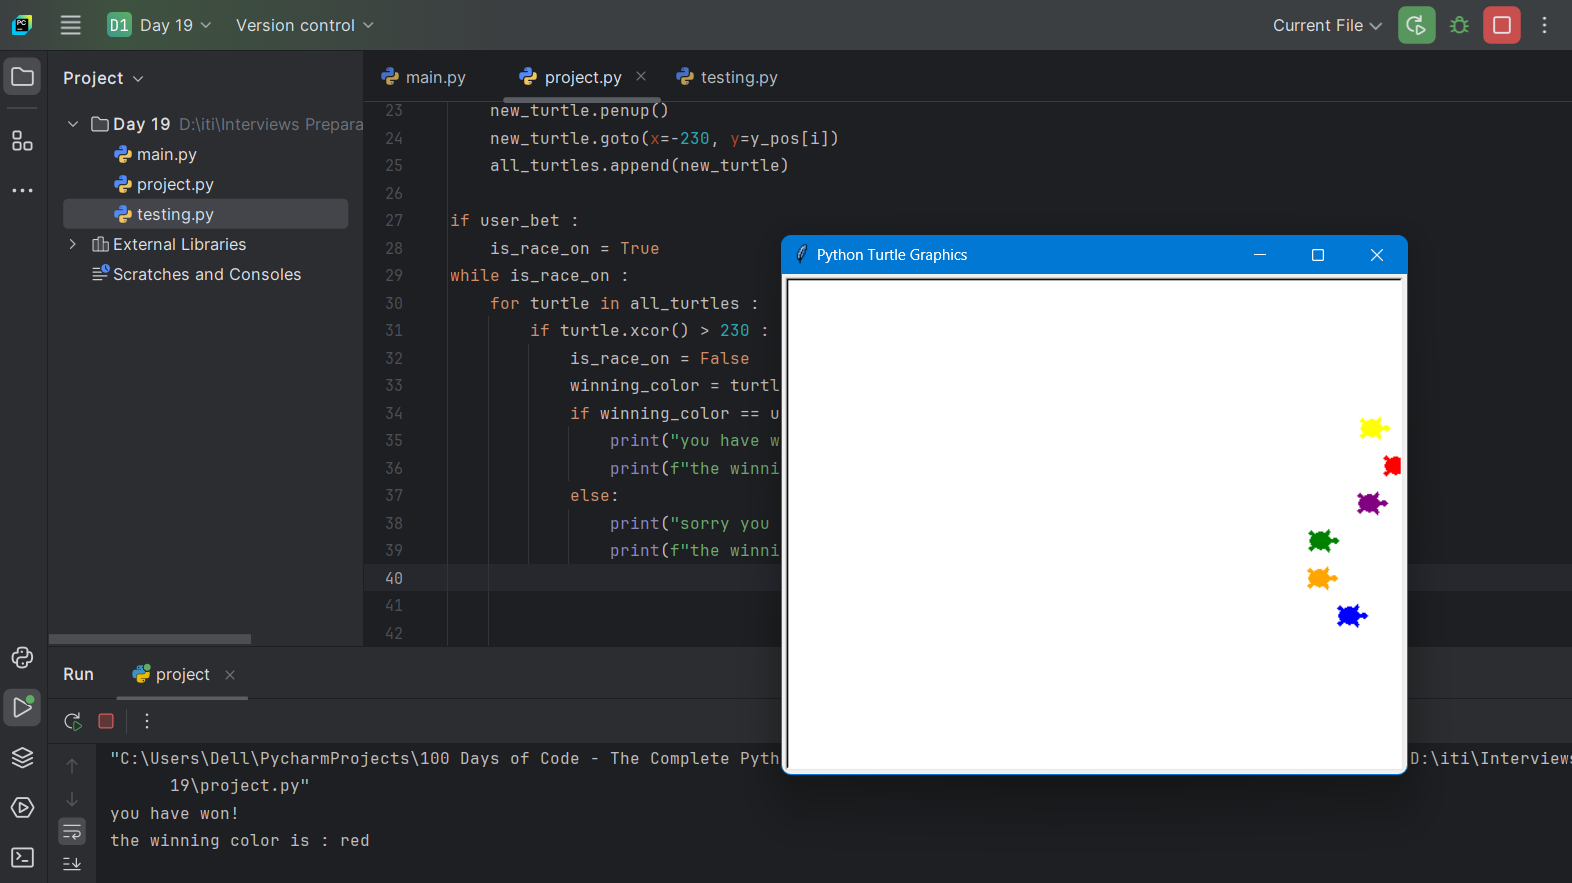 PC
D1 Day 19 Version control Current File
Project
main.py project.py testing.py
Day 19 D:\iti\Interviews Prepara
main.py
project.py
testing.py
External Libraries
Scratches and Consoles
23 new_turtle.penup()
24 new_turtle.goto(x=-230, y=y_pos[i])
25 all_turtles.append(new_turtle)
26
27 if user_bet :
28 is_race_on = True
29 while is_race_on :
30 for turtle in all_turtles :
31 if turtle.xcor() > 230 :
32 is_race_on = False
33 winning_color = turtl
34 if winning_color == u
35 print("you have w
36 print(f"the winni
37 else:
38 print("sorry you
39 print(f"the winni
40
41
42
Python Turtle Graphics
Run project
"C:\Users\Dell\PycharmProjects\100 Days of Code - The Complete Pyth D:\iti\Interviews
19\project.py"
you have won!
the winning color is : red